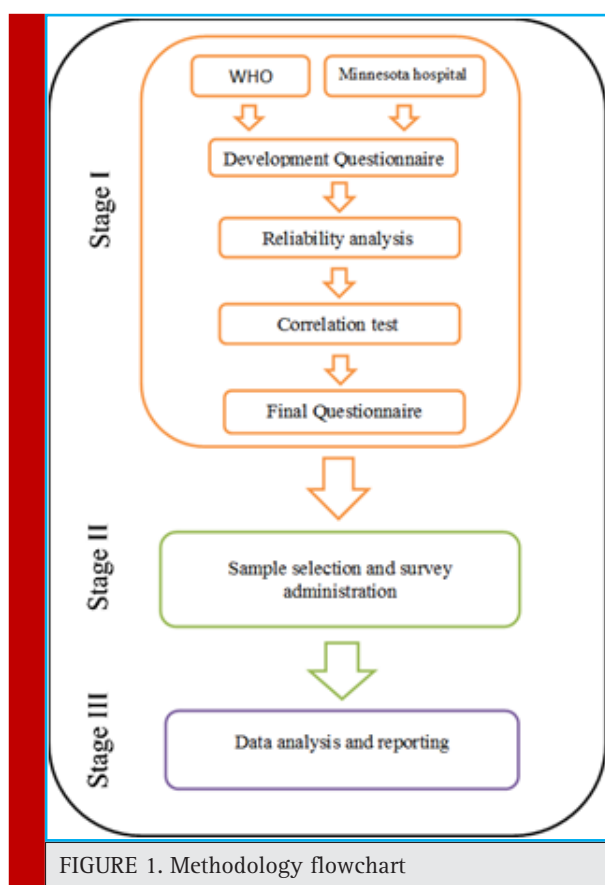 Stage I
WHO
Minnesota hospital
Development Questionnaire
Reliability analysis
Correlation test
Final Questionnaire
Stage II
Sample selection and survey
administration
Stage III
Data analysis and reporting
FIGURE 1. Methodology flowchart